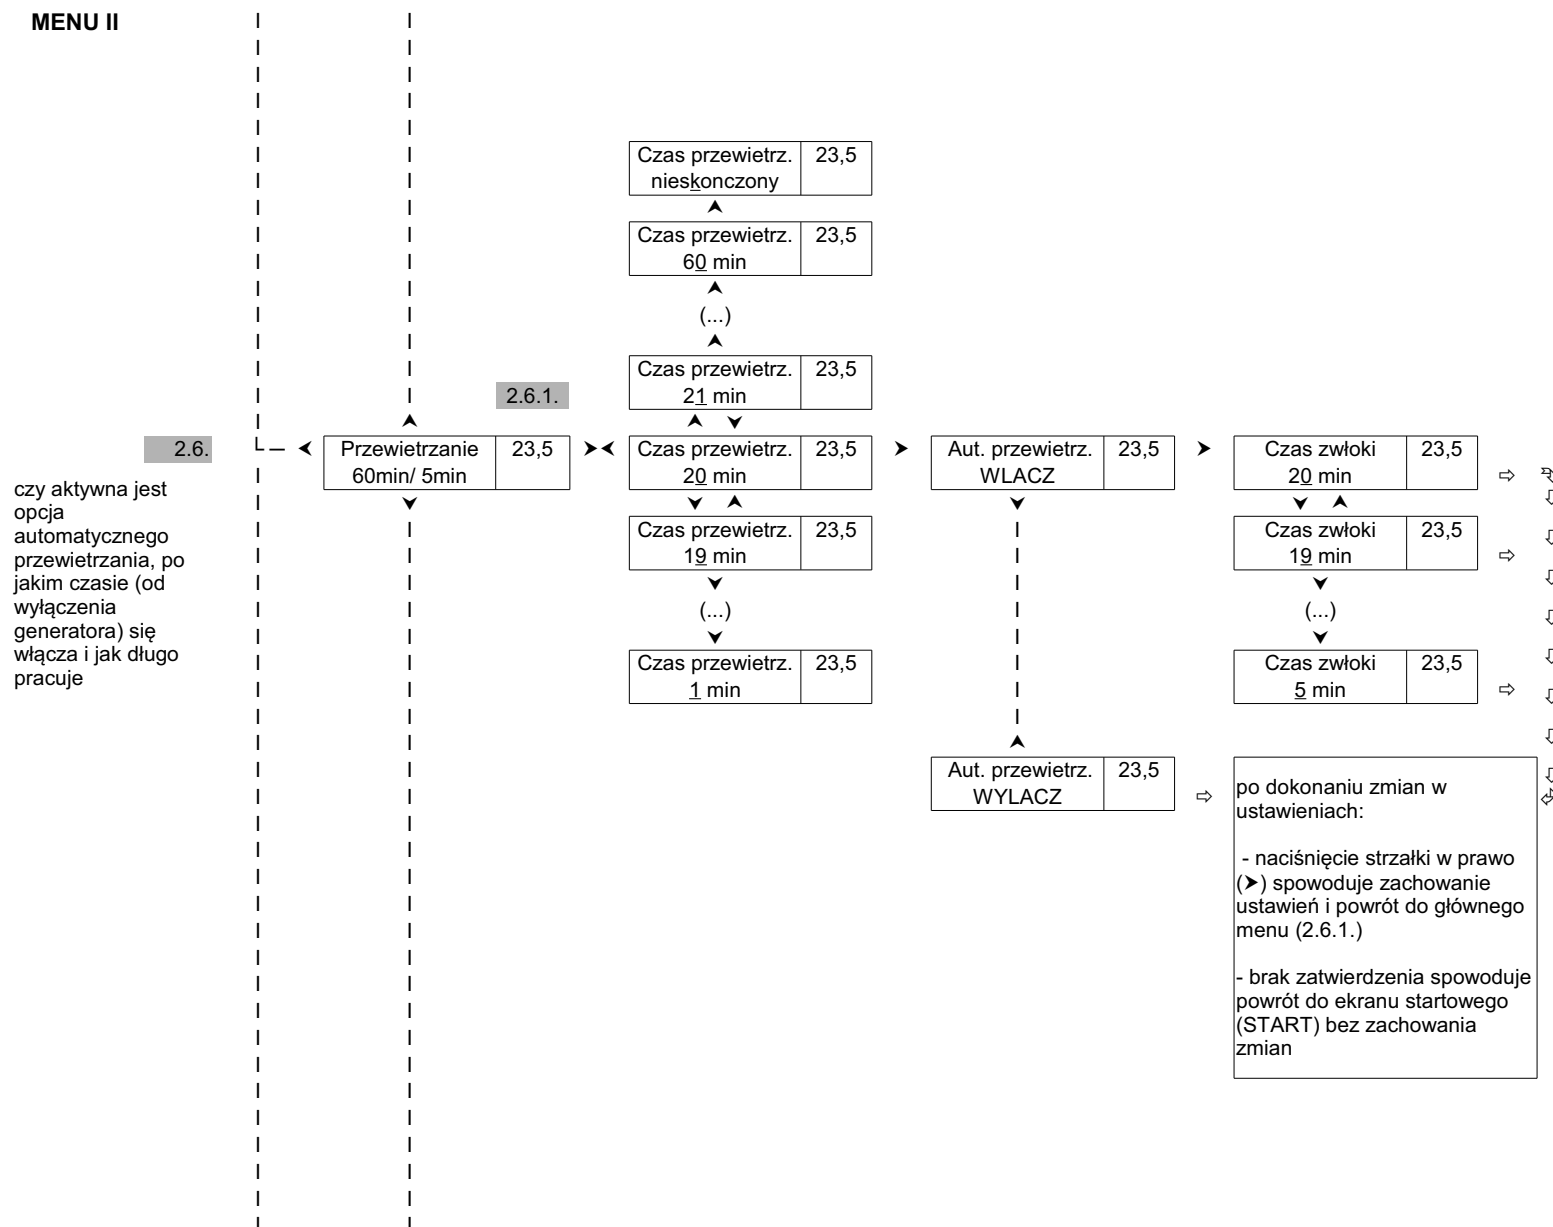 MENU II
Czas przewietrz. 23,5
nieskonczony
Czas przewietrz. 23,5
60 min
(...)
Czas przewietrz. 23,5
21 min
2.6.1.
2.6.
Przewietrzanie 23,5
60min/ 5min
Czas przewietrz. 23,5
20 min
Aut. przewietrz. 23,5
WLACZ
Czas zwłoki 23,5
20 min
czy aktywna jest
opcja
automatycznego
przewietrzania, po
jakim czasie (od
wyłączenia
generatora) się
włącza i jak długo
pracuje
Czas przewietrz. 23,5
19 min
Czas zwłoki 23,5
19 min
(...)
(...)
Czas przewietrz. 23,5
1 min
Czas zwłoki 23,5
5 min
Aut. przewietrz. 23,5
WYLACZ
po dokonaniu zmian w
ustawieniach:
- naciśnięcie strzałki w prawo
(➤) spowoduje zachowanie
ustawień i powrót do głównego
menu (2.6.1.)
- brak zatwierdzenia spowoduje
powrót do ekranu startowego
(START) bez zachowania
zmian